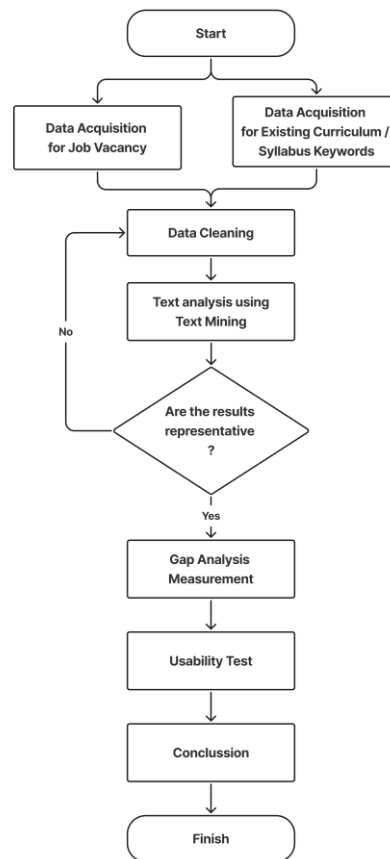 Start
Data Acquisition
for Job Vacancy
Data Acquisition
for Existing Curriculum /
Syllabus Keywords
Data Cleaning
Text analysis using
Text Mining
No
Are the results
representative
?
Yes
Gap Analysis
Measurement
Usability Test
Conclussion
Finish